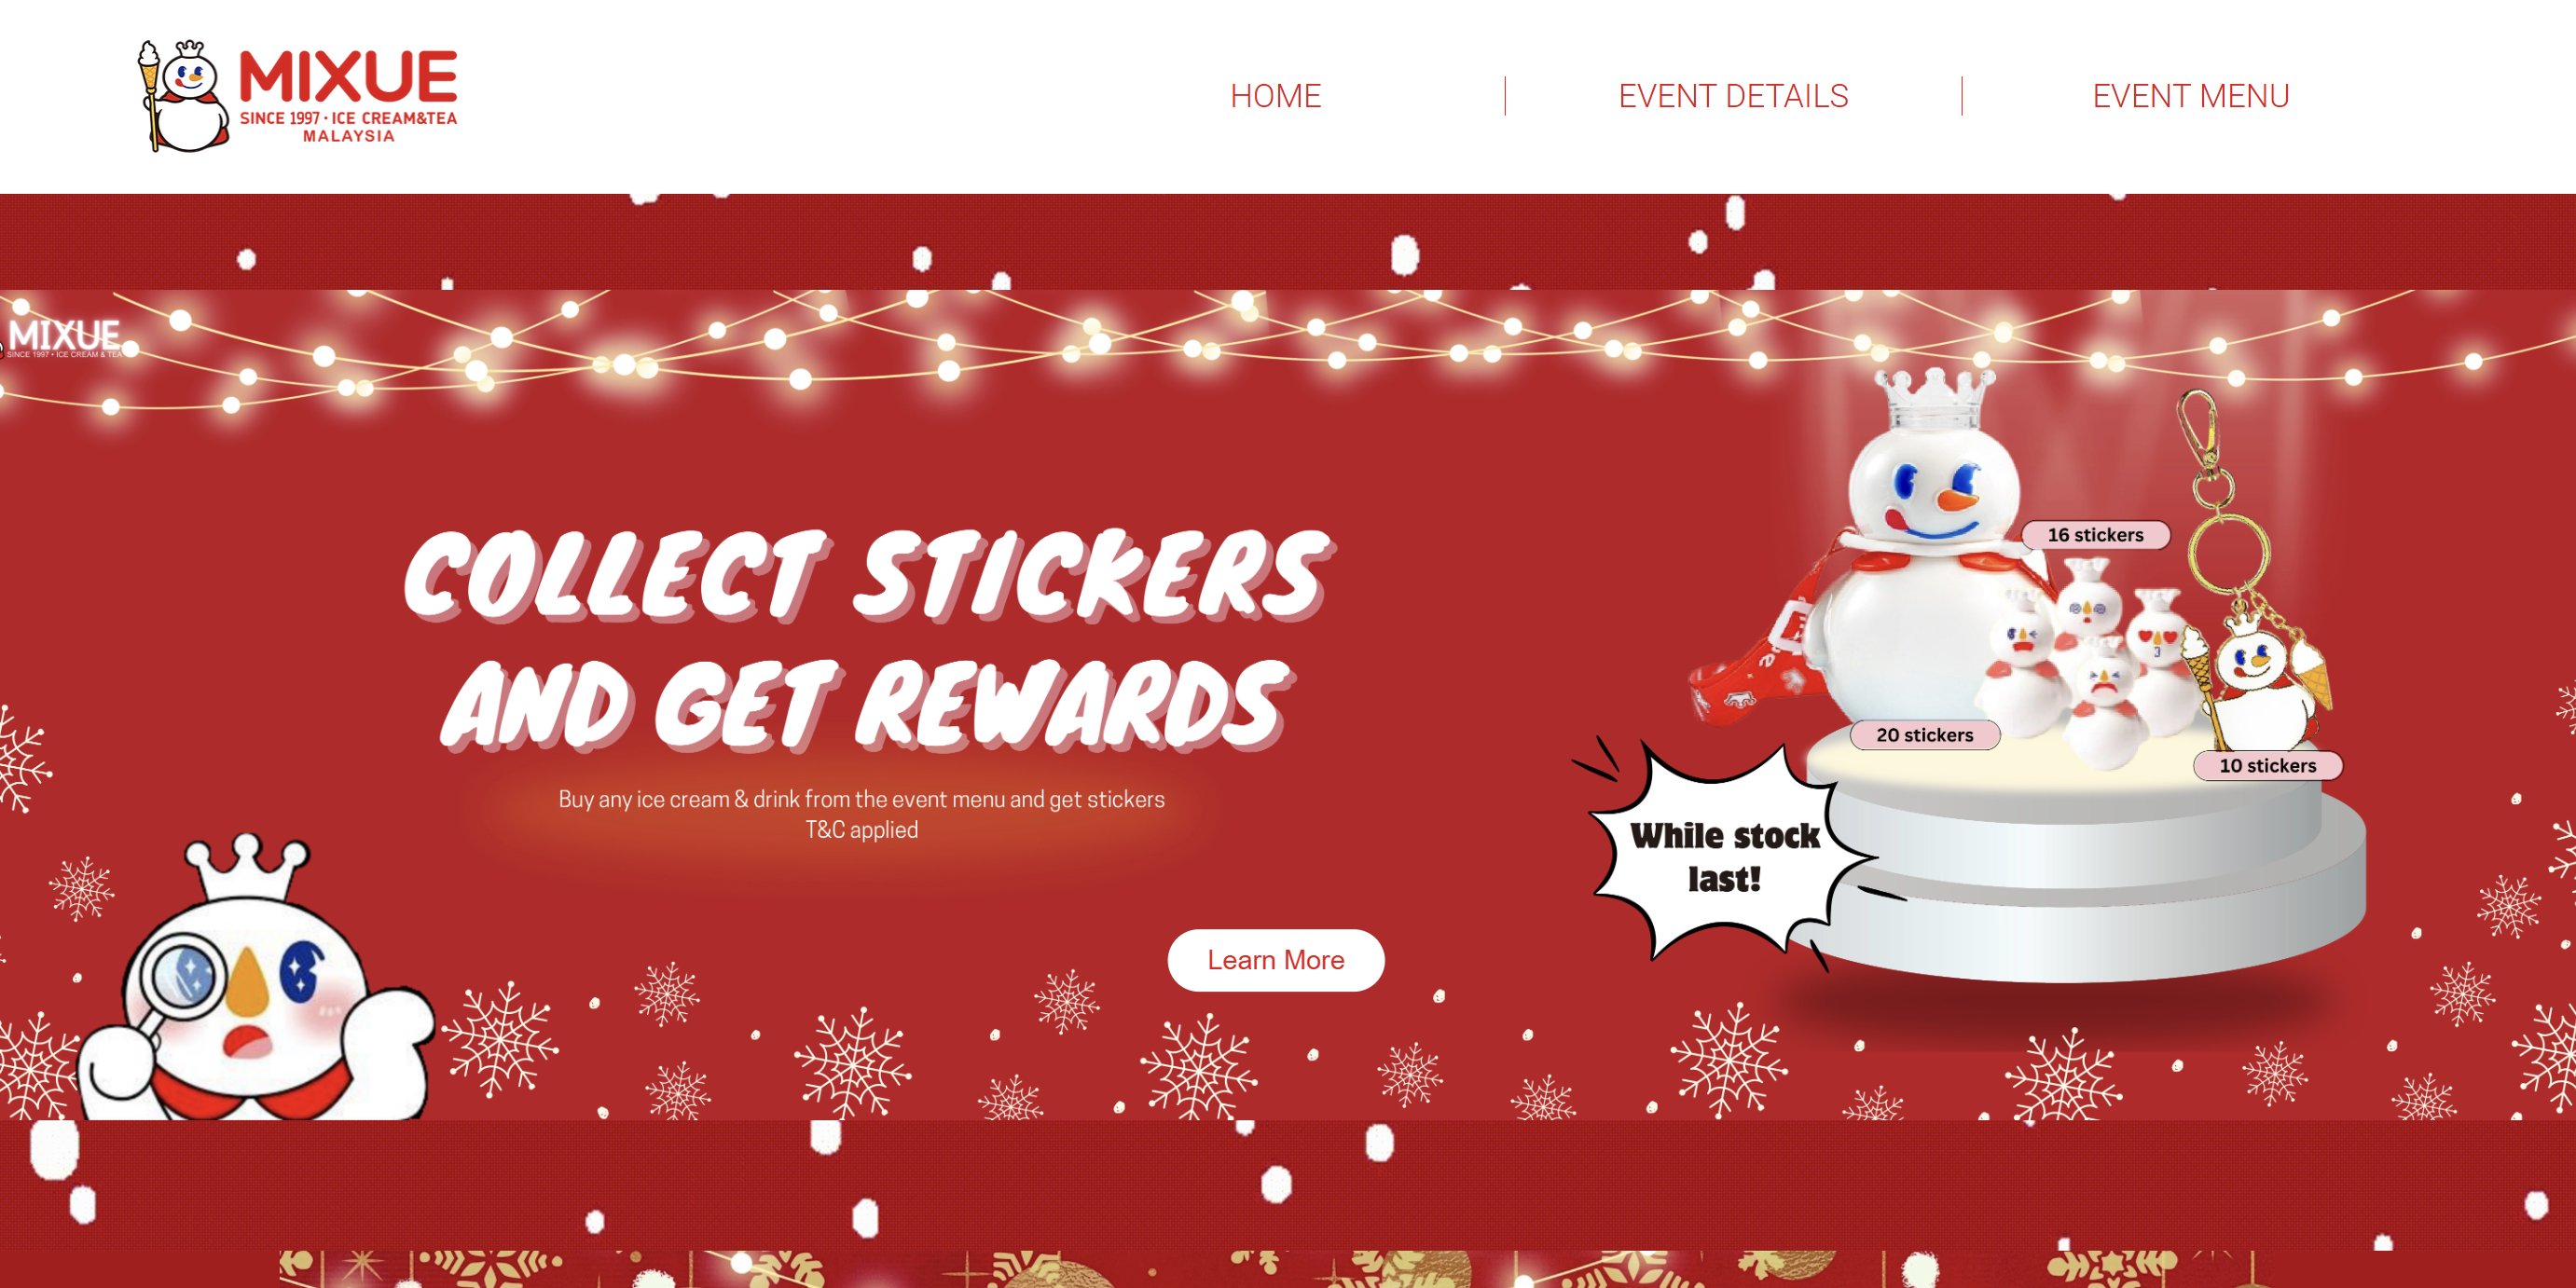 MIXUE
SINCE 1997 · ICE CREAM&TEA
MALAYSIA
HOME
EVENT DETAILS
EVENT MENU
MIXUE
SINCE 1997 • ICE CREAM & TEA
COLLECT STICKERS
AND GET REWARDS
Buy any ice cream & drink from the event menu and get stickers
T&C applied
Learn More
16 stickers
20 stickers
10 stickers
While stock
last!